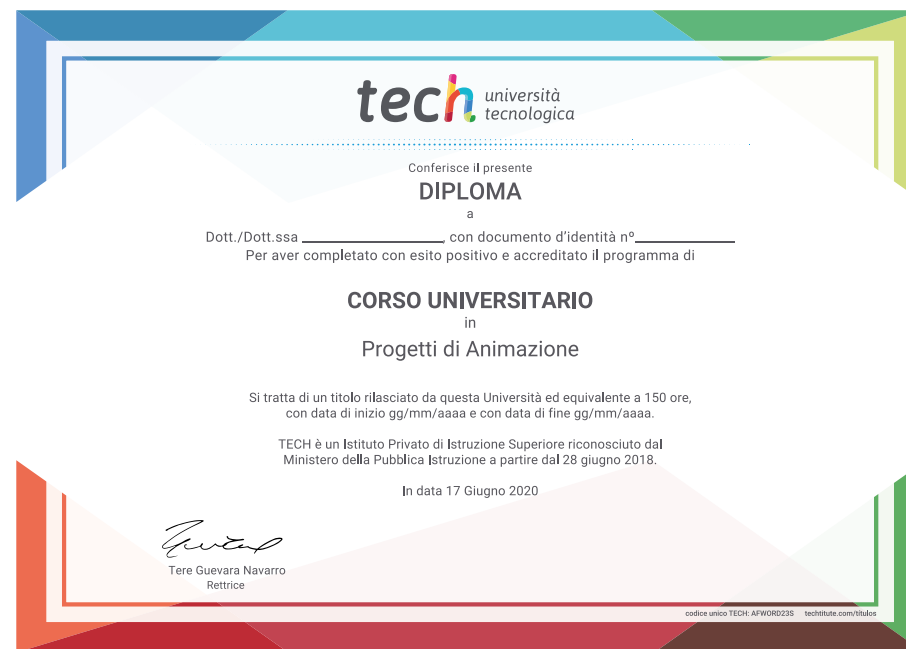 tech università
tecnologica
Conferisce il presente
DIPLOMA
a
Dott./Dott.ssa ____________________, con documento d'identità nº______________
Per aver completato con esito positivo e accreditato il programma di
CORSO UNIVERSITARIO
in
Progetti di Animazione
Si tratta di un titolo rilasciato da questa Università ed equivalente a 150 ore,
con data di inizio gg/mm/aaaa e con data di fine gg/mm/aaaa.
TECH è un Istituto Privato di Istruzione Superiore riconosciuto dal
Ministero della Pubblica Istruzione a partire dal 28 giugno 2018.
In data 17 Giugno 2020
Tere Guevara Navarro
Rettrice
codice unico TECH: AFWORD23S techtitute.com/titulos